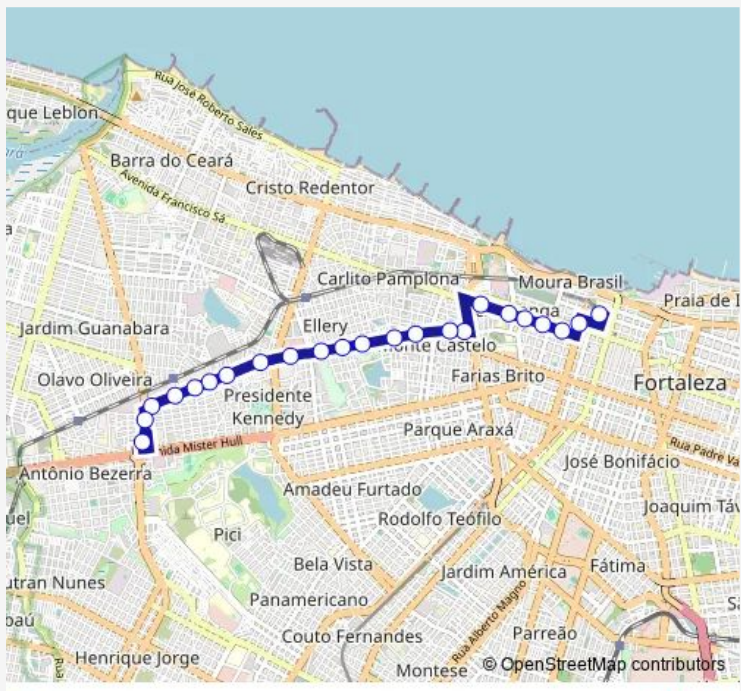 Rua José Roberto Sales
que Leblon
Barra do Ceará
Cristo Redentor
Avenida Francisco Sá
Carlito Pamplona
Moura Brasil
Praia de I
Jardim Guanabara
Ellery
Monte Castelo
Olavo Oliveira
Farias Brito
Fortaleza
Presidente
Kennedy
Parque Araxá
nida Mister Hull
Rua Padre Va
Antônio Bezerra
José Bonifácio
Amadeu Furtado
Joaquim Táv
uel
Rodolfo Teófilo
Pici
Bela Vista
Jardim América
Fátima
utran Nunes
Panamericano
Rua Alberto Magno
paú
Couto Fernandes
Parreão
Rua
Henrique Jorge
Montese
© OpenStreetMap contributors